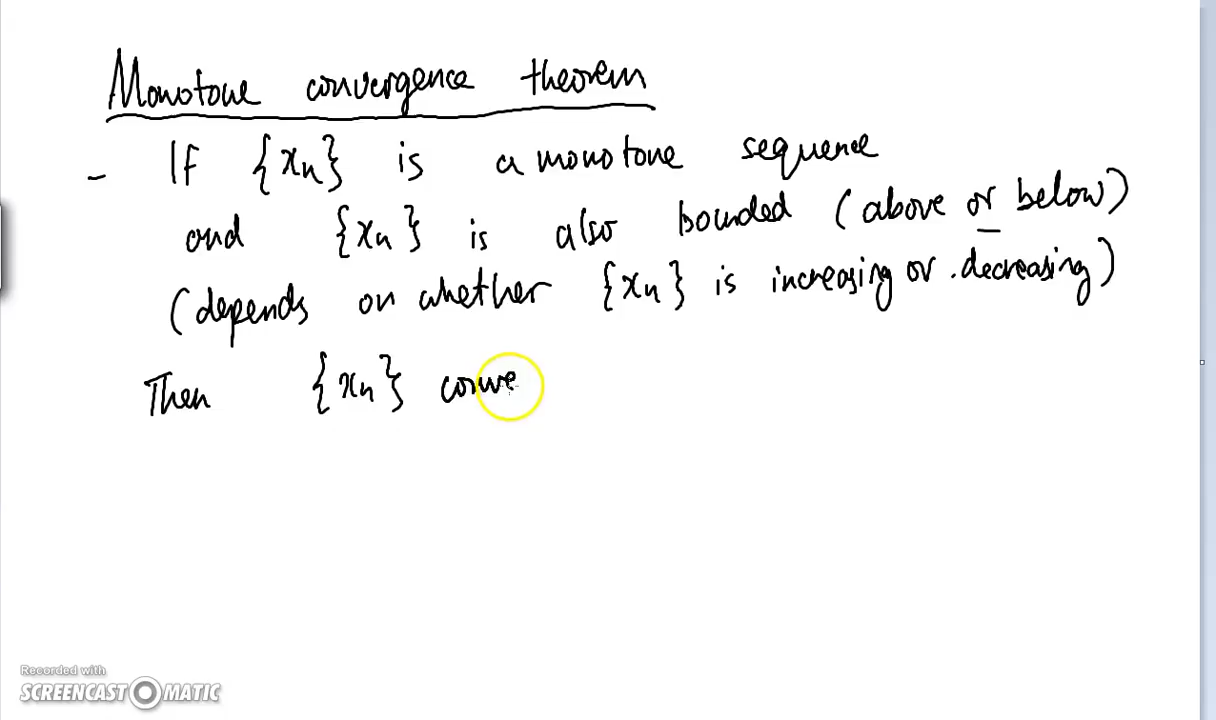 Monotone convergence theorem
- If {xn} is a monotone sequence
and {xn} is also bounded (above or below)
(depends on whether {xn} is increasing or decreasing)
Then {xn} conve
Recorded with
SCREENCAST-O-MATIC